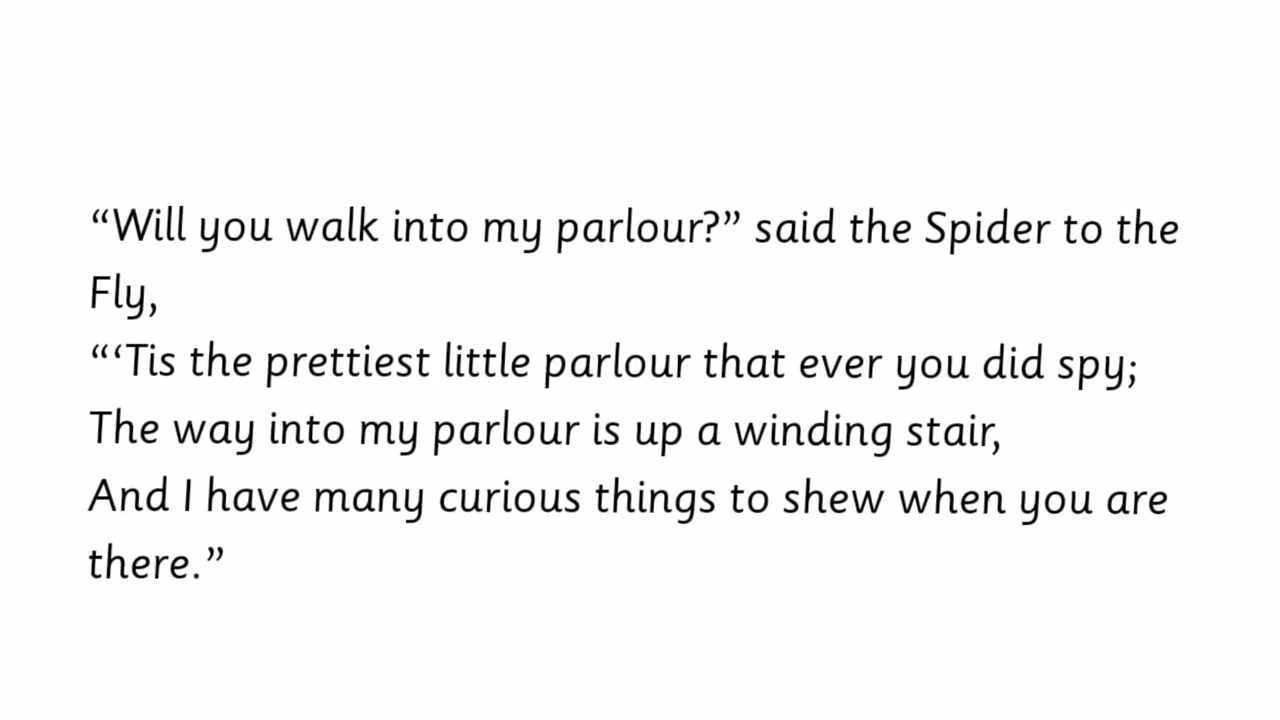 “Will you walk into my parlour?” said the Spider to the
Fly,
“‘Tis the prettiest little parlour that ever you did spy;
The way into my parlour is up a winding stair,
And I have many curious things to shew when you are
there.”